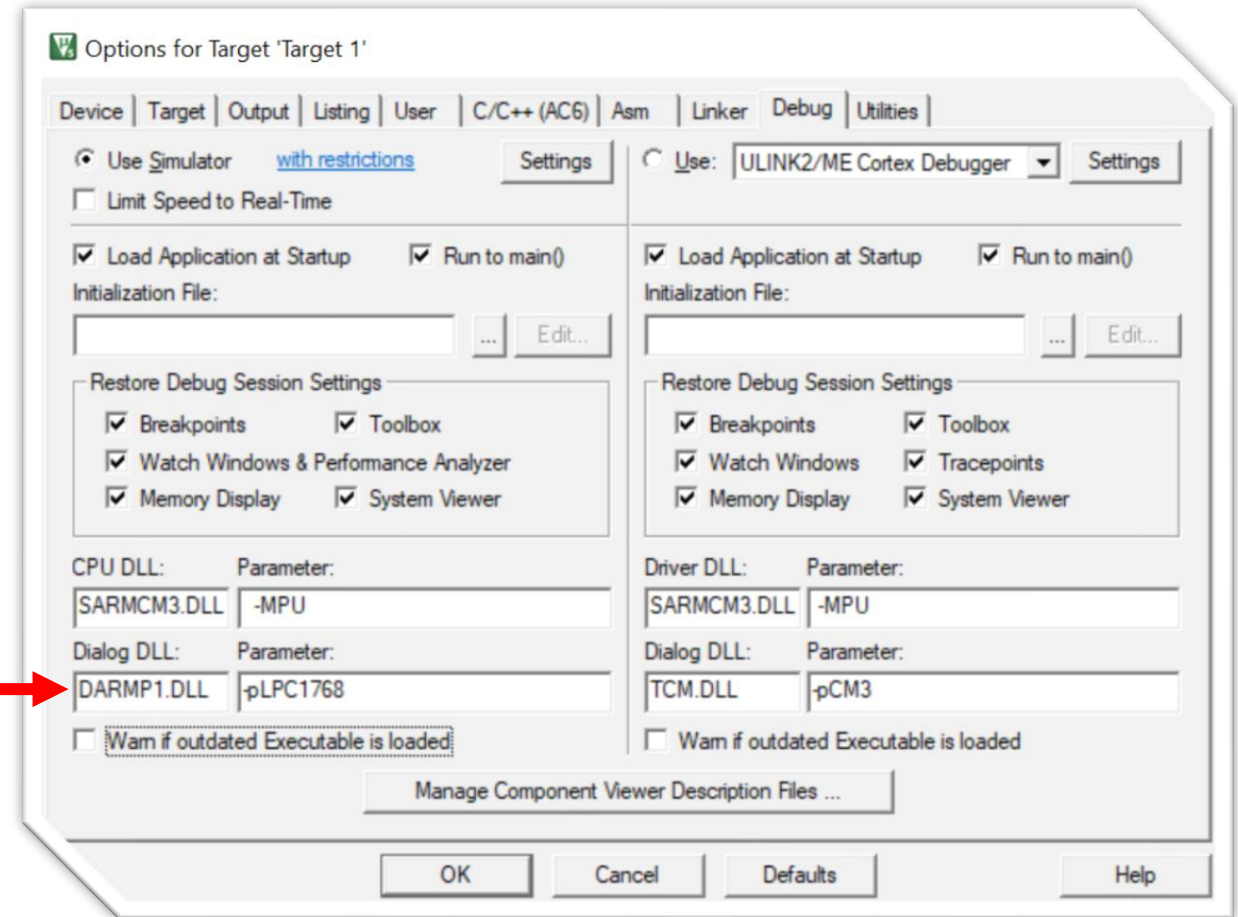 Options for Target 'Target 1'
Device Target Output Listing User C/C++ (AC6) Asm Linker Debug Utilities
Use Simulator with restrictions Settings
Limit Speed to Real-Time
Load Application at Startup Run to main()
Initialization File:
... Edit...
Restore Debug Session Settings
Breakpoints Toolbox
Watch Windows & Performance Analyzer
Memory Display System Viewer
CPU DLL: Parameter:
SARMCM3.DLL -MPU
Dialog DLL: Parameter:
DARMP1.DLL -pLPC1768
Warn if outdated Executable is loaded
Use: ULINK2/ME Cortex Debugger Settings
Load Application at Startup Run to main()
Initialization File:
... Edit...
Restore Debug Session Settings
Breakpoints Toolbox
Watch Windows Tracepoints
Memory Display System Viewer
Driver DLL: Parameter:
SARMCM3.DLL -MPU
Dialog DLL: Parameter:
TCM.DLL -pCM3
Warn if outdated Executable is loaded
Manage Component Viewer Description Files ...
OK Cancel Defaults Help